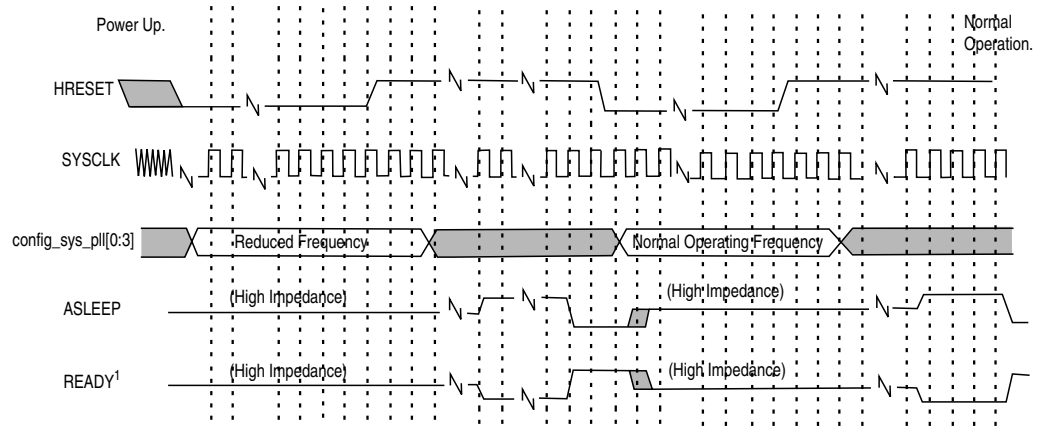 Power Up.
Normal
Operation.
HRESET
SYSCLK
config_sys_pll[0:3]
Reduced Frequency
Normal Operating Frequency
ASLEEP
(High Impedance)
(High Impedance)
READY1
(High Impedance)
(High Impedance)